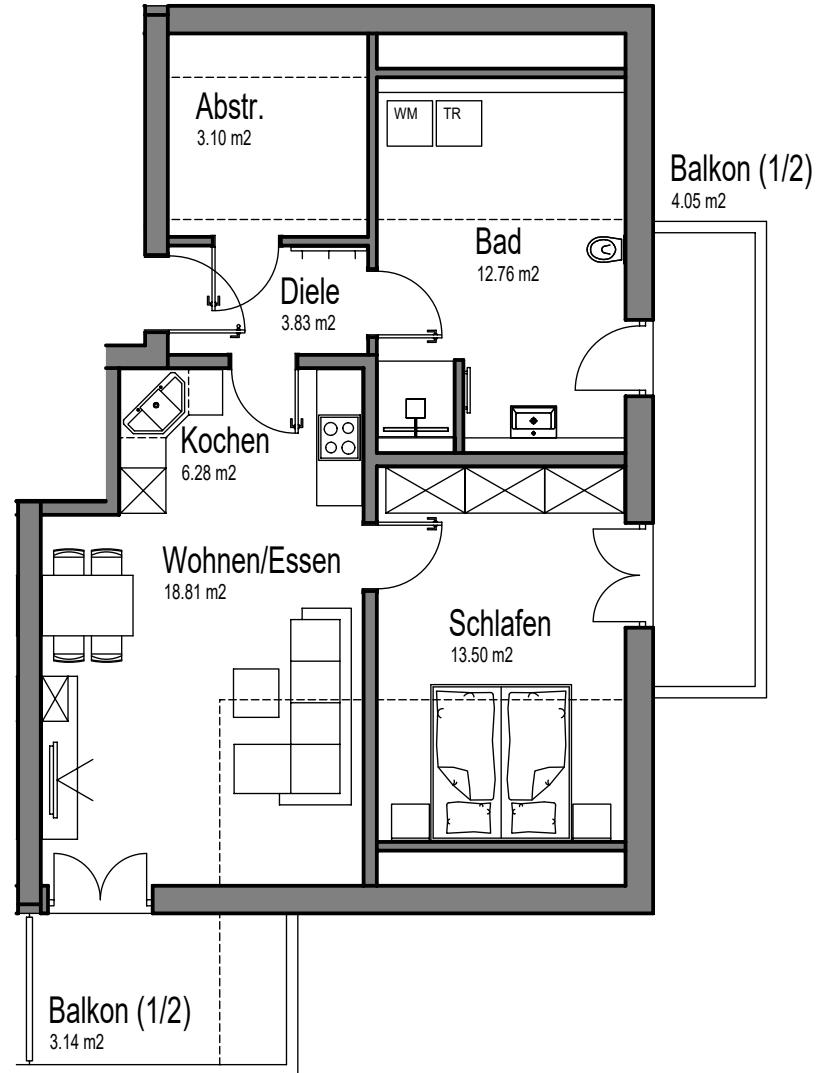 Abstr.
3.10 m2
WM TR
Balkon (1/2)
4.05 m2
Bad
12.76 m2
Diele
3.83 m2
Kochen
6.28 m2
Wohnen/Essen
18.81 m2
Schlafen
13.50 m2
Balkon (1/2)
3.14 m2